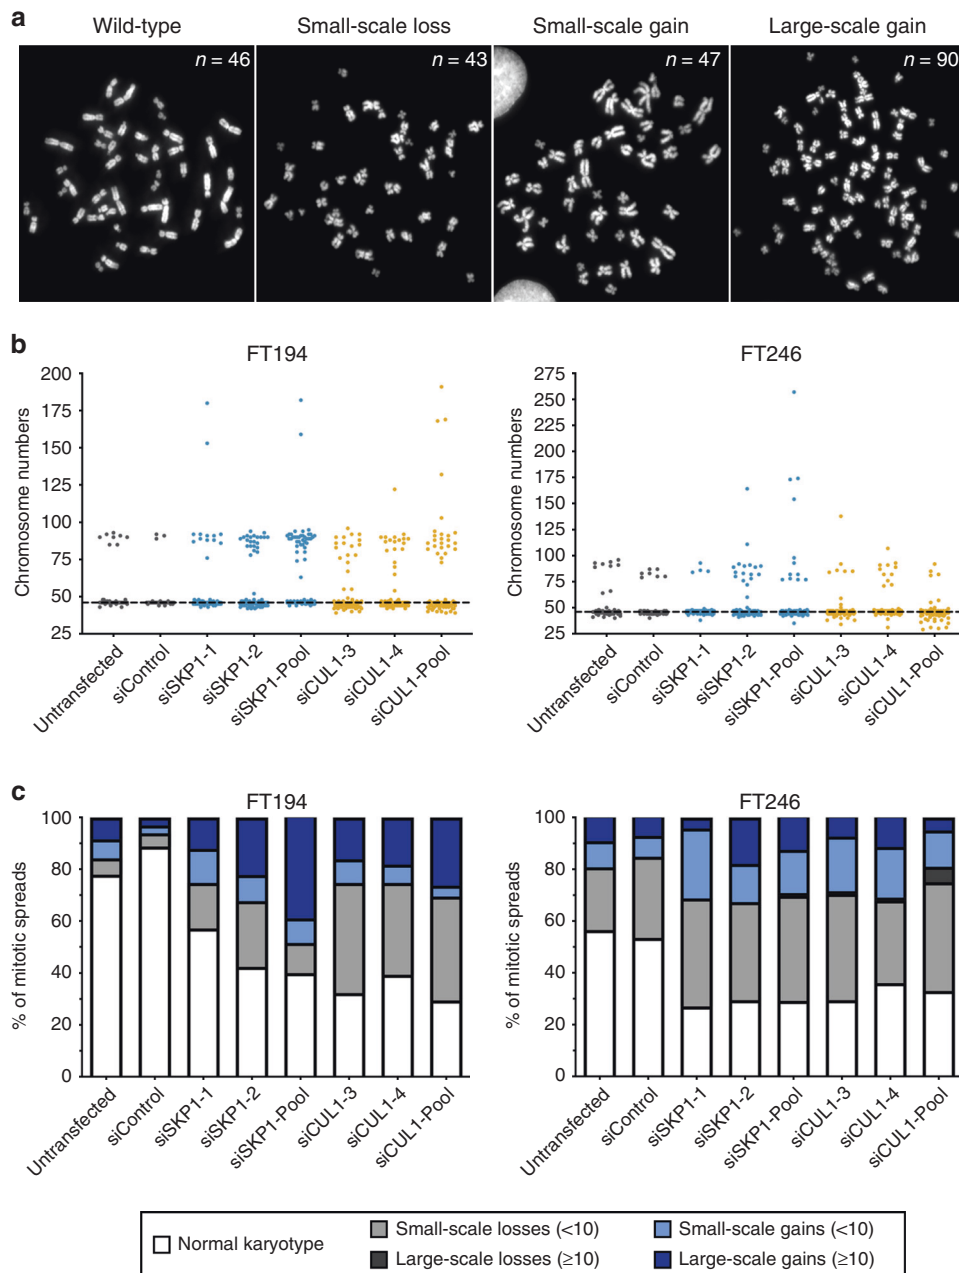 a
Wild-type
Small-scale loss
Small-scale gain
Large-scale gain
n = 46
n = 43
n = 47
n = 90
b
FT194
Chromosome numbers
200
175
150
125
100
75
50
25
Untransfected
siControl
siSKP1-1
siSKP1-2
siSKP1-Pool
siCUL1-3
siCUL1-4
siCUL1-Pool
FT246
Chromosome numbers
275
250
225
200
175
150
125
100
75
50
25
Untransfected
siControl
siSKP1-1
siSKP1-2
siSKP1-Pool
siCUL1-3
siCUL1-4
siCUL1-Pool
c
FT194
% of mitotic spreads
100
80
60
40
20
0
Untransfected
siControl
siSKP1-1
siSKP1-2
siSKP1-Pool
siCUL1-3
siCUL1-4
siCUL1-Pool
FT246
% of mitotic spreads
100
80
60
40
20
0
Untransfected
siControl
siSKP1-1
siSKP1-2
siSKP1-Pool
siCUL1-3
siCUL1-4
siCUL1-Pool
Normal karyotype
Small-scale losses (<10)
Large-scale losses (≥10)
Small-scale gains (<10)
Large-scale gains (≥10)